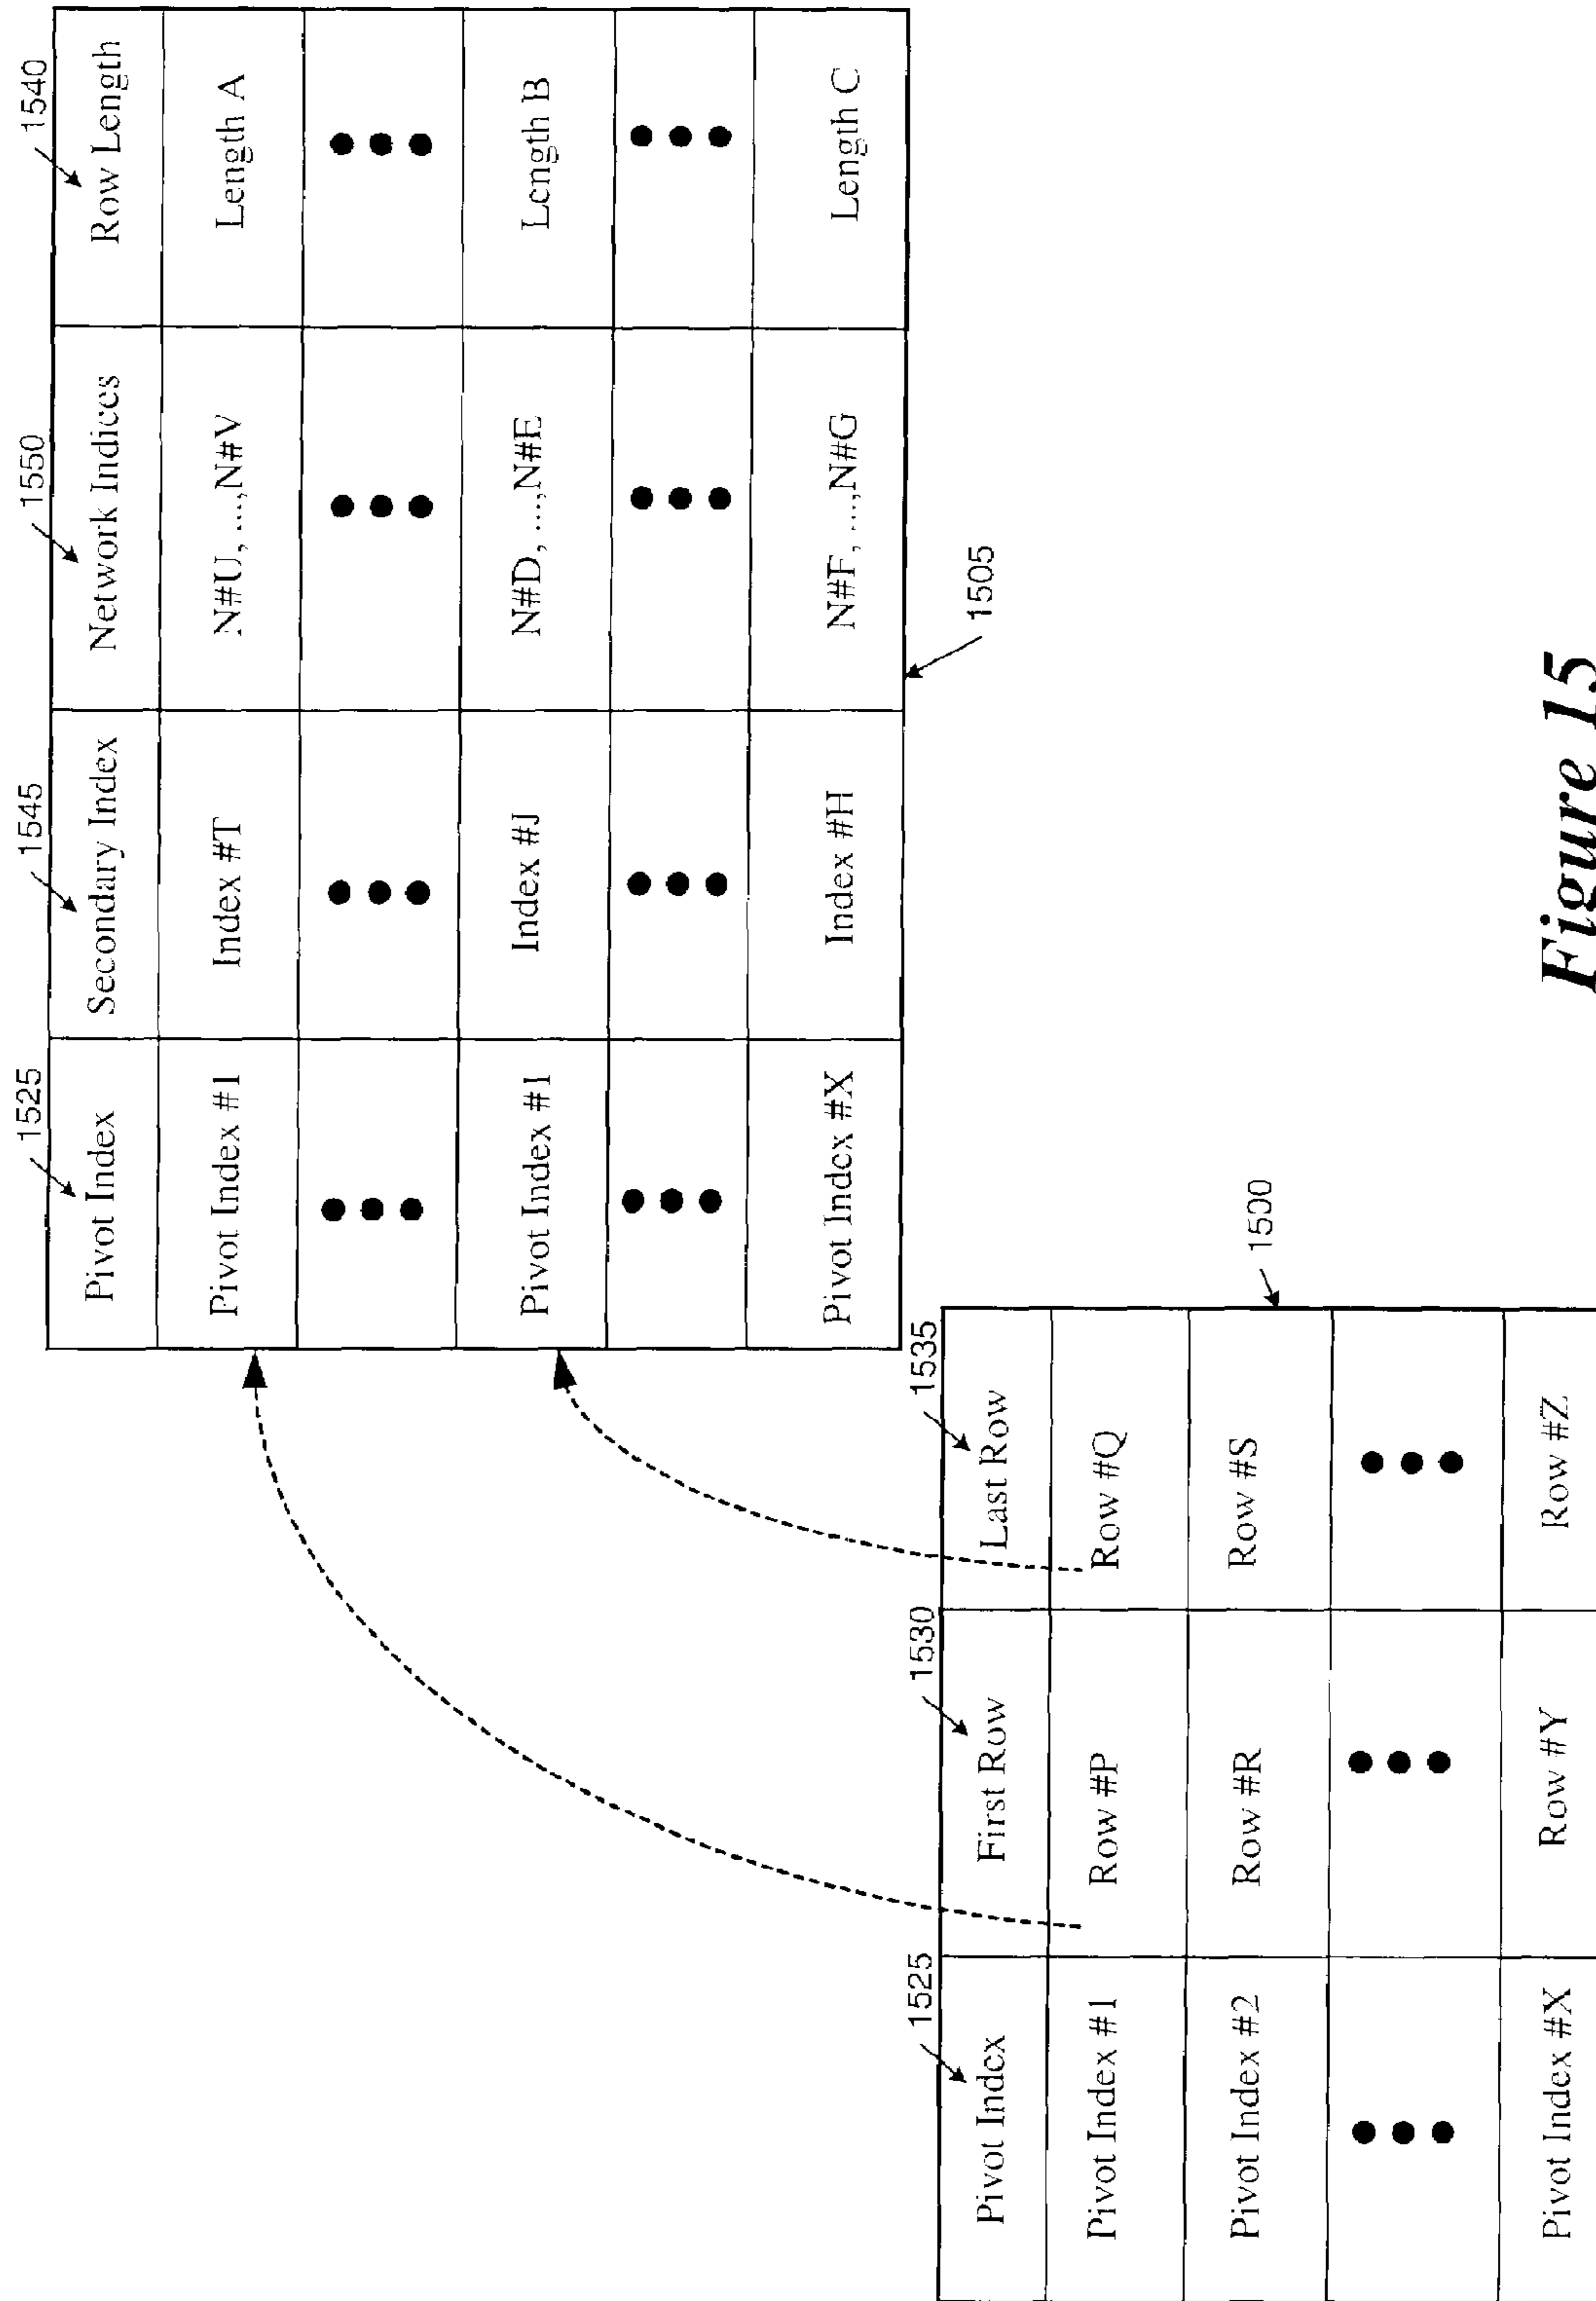 1525 1530 1535
Pivot Index First Row Last Row
Pivot Index #1 Row #P Row #Q
Pivot Index #2 Row #R Row #S
Pivot Index #X Row #Y Row #Z
1500
1525 1545 1550 1540
Pivot Index Secondary Index Network Indices Row Length
Pivot Index #1 Index #T N#U, ...,N#V Length A
Pivot Index #1 Index #J N#D, ...,N#E Length B
Pivot Index #X Index #H N#F, ...,N#G Length C
1505
Figure 15